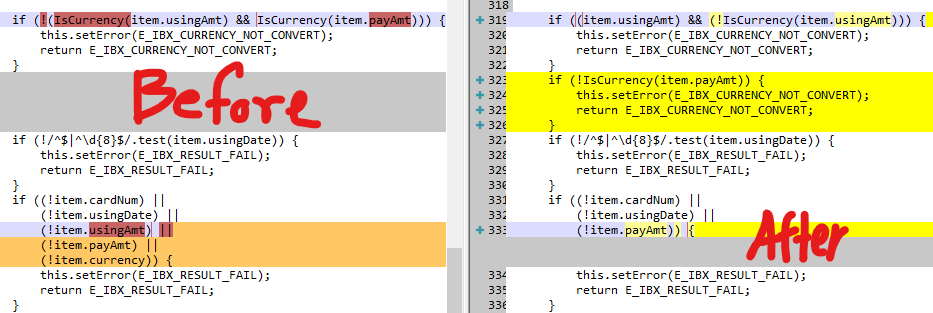 if (!(IsCurrency(item.usingAmt) && IsCurrency(item.payAmt))) {
this.setError(E_IBX_CURRENCY_NOT_CONVERT);
return E_IBX_CURRENCY_NOT_CONVERT;
}
Before
if (!/^$|^\d{8}$/.test(item.usingDate)) {
this.setError(E_IBX_RESULT_FAIL);
return E_IBX_RESULT_FAIL;
}
if ((!item.cardNum) ||
(!item.usingDate) ||
(!item.usingAmt) ||
(!item.payAmt) ||
(!item.currency)) {
this.setError(E_IBX_RESULT_FAIL);
return E_IBX_RESULT_FAIL;
}
318
319 if ((item.usingAmt) && (!IsCurrency(item.usingAmt))) {
320 this.setError(E_IBX_CURRENCY_NOT_CONVERT);
321 return E_IBX_CURRENCY_NOT_CONVERT;
322 }
323 if (!IsCurrency(item.payAmt)) {
324 this.setError(E_IBX_CURRENCY_NOT_CONVERT);
325 return E_IBX_CURRENCY_NOT_CONVERT;
326 }
327 if (!/^$|^\d{8}$/.test(item.usingDate)) {
328 this.setError(E_IBX_RESULT_FAIL);
329 return E_IBX_RESULT_FAIL;
330 }
331 if ((!item.cardNum) ||
332 (!item.usingDate) ||
333 (!item.payAmt)) {
After
334 this.setError(E_IBX_RESULT_FAIL);
335 return E_IBX_RESULT_FAIL;
336 }